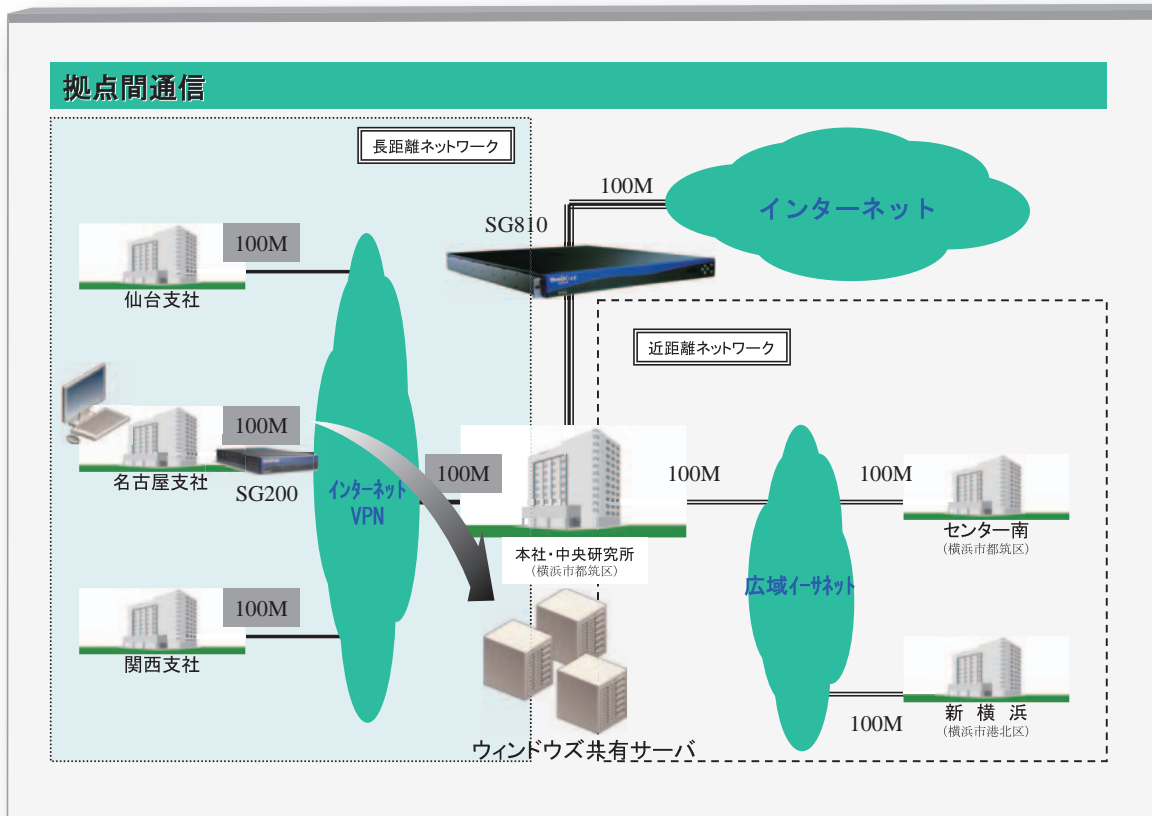 拠点間通信
長距離ネットワーク
100M
インターネット
SG810
100M
仙台支社
近距離ネットワーク
100M
名古屋支社
SG200
インターネット
VPN
100M
本社・中央研究所
(横浜市都筑区)
100M
100M
センター南
(横浜市都筑区)
広域イーサネット
100M
関西支社
100M
新 横 浜
(横浜市港北区)
ウィンドウズ共有サーバ